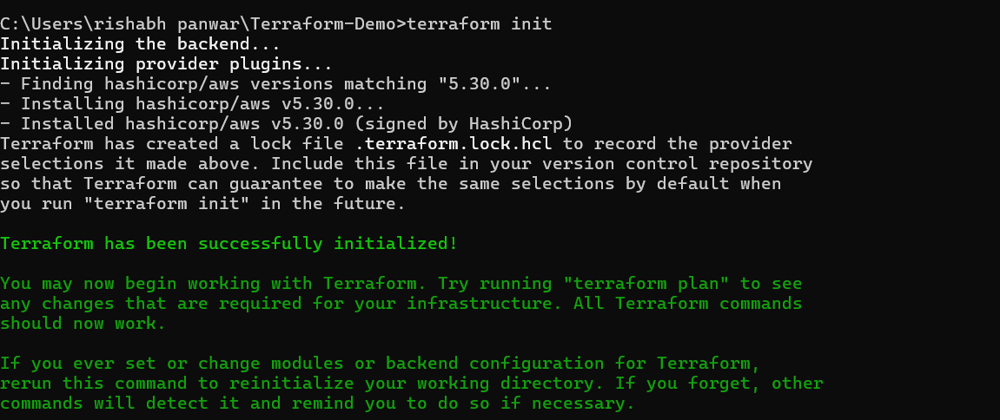 C:\Users\rishabh panwar\Terraform-Demo>terraform init
Initializing the backend...
Initializing provider plugins...
- Finding hashicorp/aws versions matching "5.30.0"...
- Installing hashicorp/aws v5.30.0...
- Installed hashicorp/aws v5.30.0 (signed by HashiCorp)
Terraform has created a lock file .terraform.lock.hcl to record the provider
selections it made above. Include this file in your version control repository
so that Terraform can guarantee to make the same selections by default when
you run "terraform init" in the future.
Terraform has been successfully initialized!
You may now begin working with Terraform. Try running "terraform plan" to see
any changes that are required for your infrastructure. All Terraform commands
should now work.
If you ever set or change modules or backend configuration for Terraform,
rerun this command to reinitialize your working directory. If you forget, other
commands will detect it and remind you to do so if necessary.